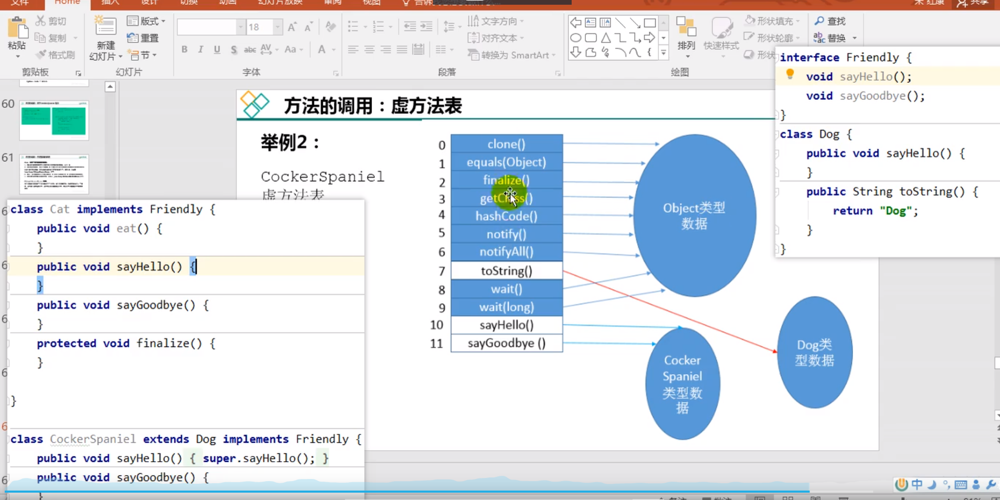 文件 Home 插入 设计 切换 动画 幻灯片放映 审阅 视图 告诉 共享
粘贴
剪切
复制
格式刷
剪贴板
新建
幻灯片
版式
重置
节
幻灯片
18
B I U S abc AV Aa A
字体
文字方向
对齐文本
转换为 SmartArt
段落
排列
快速样式
形状填充
形状轮廓
形状
绘图
查找
替换
60
61
方法的调用：虚方法表
举例2：
CockerSpaniel
虚方法表
0 clone()
1 equals(Object)
2 finalize()
3 getClass()
4 hashCode()
5 notify()
6 notifyAll()
7 toString()
8 wait()
9 wait(long)
10 sayHello()
11 sayGoodbye ()
Object类型
数据
Dog类
型数据
Cocker
Spaniel
类型数
据
interface Friendly {
void sayHello();
void sayGoodbye();
}
class Dog {
public void sayHello() {
}
public String toString() {
return "Dog";
}
}
class Cat implements Friendly {
public void eat() {
}
public void sayHello() {
}
public void sayGoodbye() {
}
protected void finalize() {
}
}
class CockerSpaniel extends Dog implements Friendly {
public void sayHello() { super.sayHello(); }
public void sayGoodbye() {
}
中